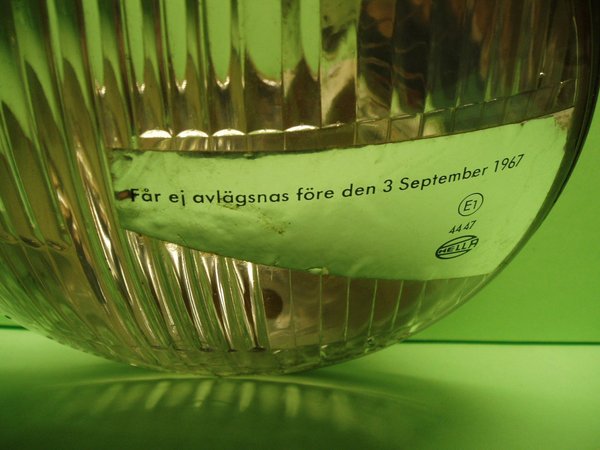 Får ej avlägsnas före den 3 September 1967
E1
4447
HELLA